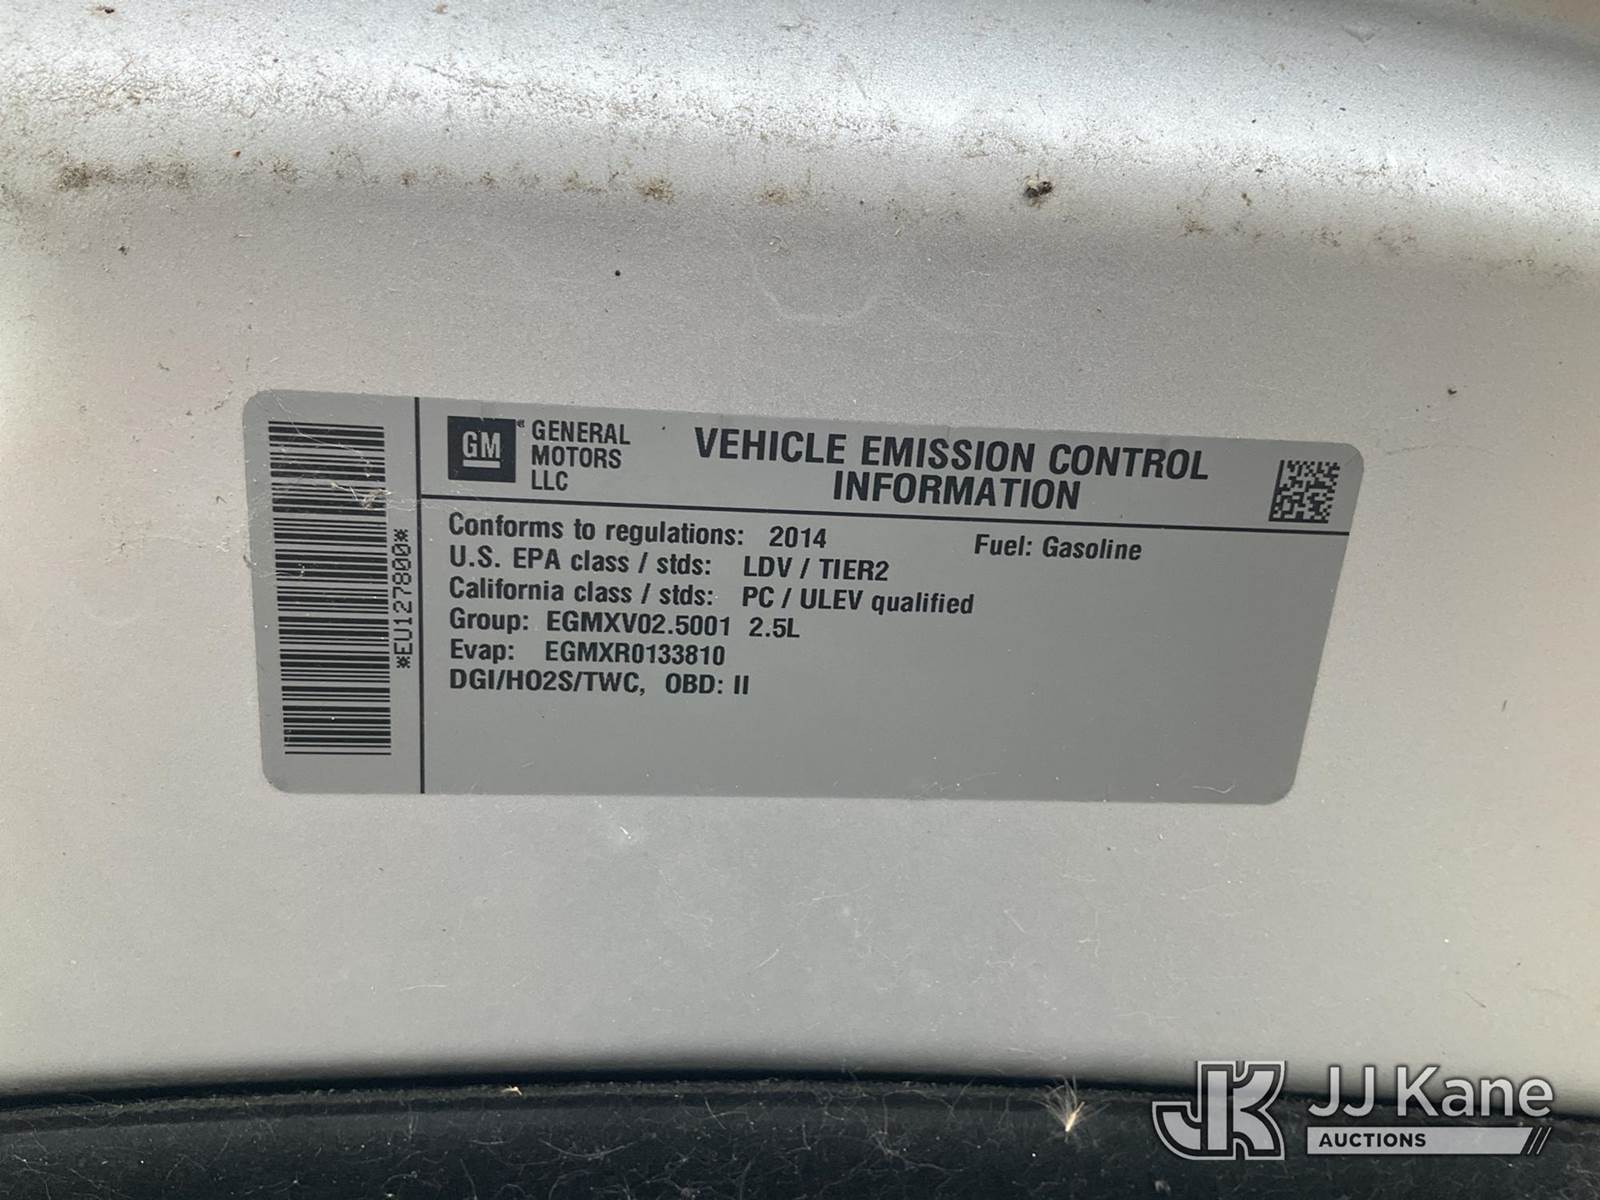 *EU127800*
GM
GENERAL
MOTORS
LLC
VEHICLE EMISSION CONTROL
INFORMATION
Conforms to regulations: 2014 Fuel: Gasoline
U.S. EPA class / stds: LDV / TIER2
California class / stds: PC / ULEV qualified
Group: EGMXV02.5001 2.5L
Evap: EGMXR0133810
DGI/HO2S/TWC, OBD: II
JK JJ Kane
AUCTIONS